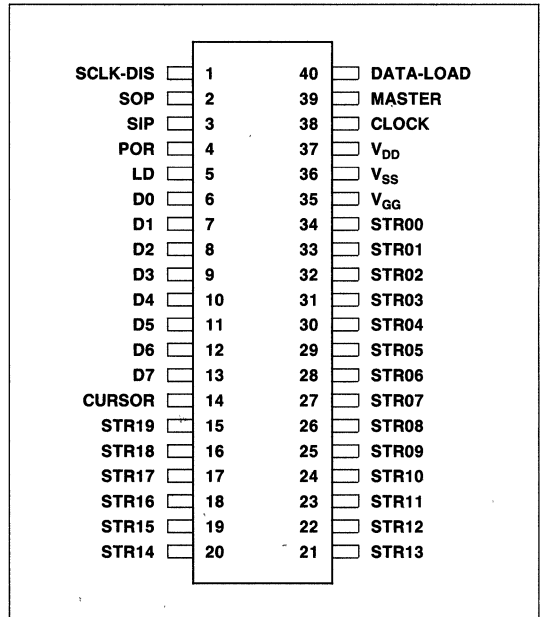 SCLK-DIS 1 40 DATA-LOAD
SOP 2 39 MASTER
SIP 3 38 CLOCK
POR 4 37 VDD
LD 5 36 VSS
D0 6 35 VGG
D1 7 34 STR00
D2 8 33 STR01
D3 9 32 STR02
D4 10 31 STR03
D5 11 30 STR04
D6 12 29 STR05
D7 13 28 STR06
CURSOR 14 27 STR07
STR19 15 26 STR08
STR18 16 25 STR09
STR17 17 24 STR10
STR16 18 23 STR11
STR15 19 22 STR12
STR14 20 21 STR13